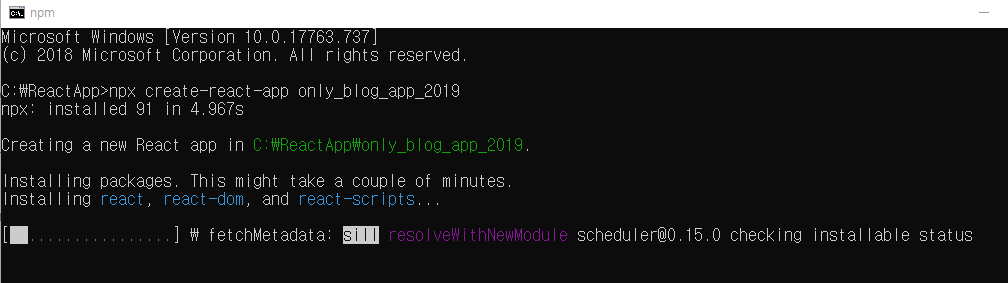 npm
Microsoft Windows [Version 10.0.17763.737]
(c) 2018 Microsoft Corporation. All rights reserved.
C:₩ReactApp>npx create-react-app only_blog_app_2019
npx: installed 91 in 4.967s
Creating a new React app in C:₩ReactApp₩only_blog_app_2019.
Installing packages. This might take a couple of minutes.
Installing react, react-dom, and react-scripts...
[██................] ₩ fetchMetadata: sill resolveWithNewModule scheduler@0.15.0 checking installable status